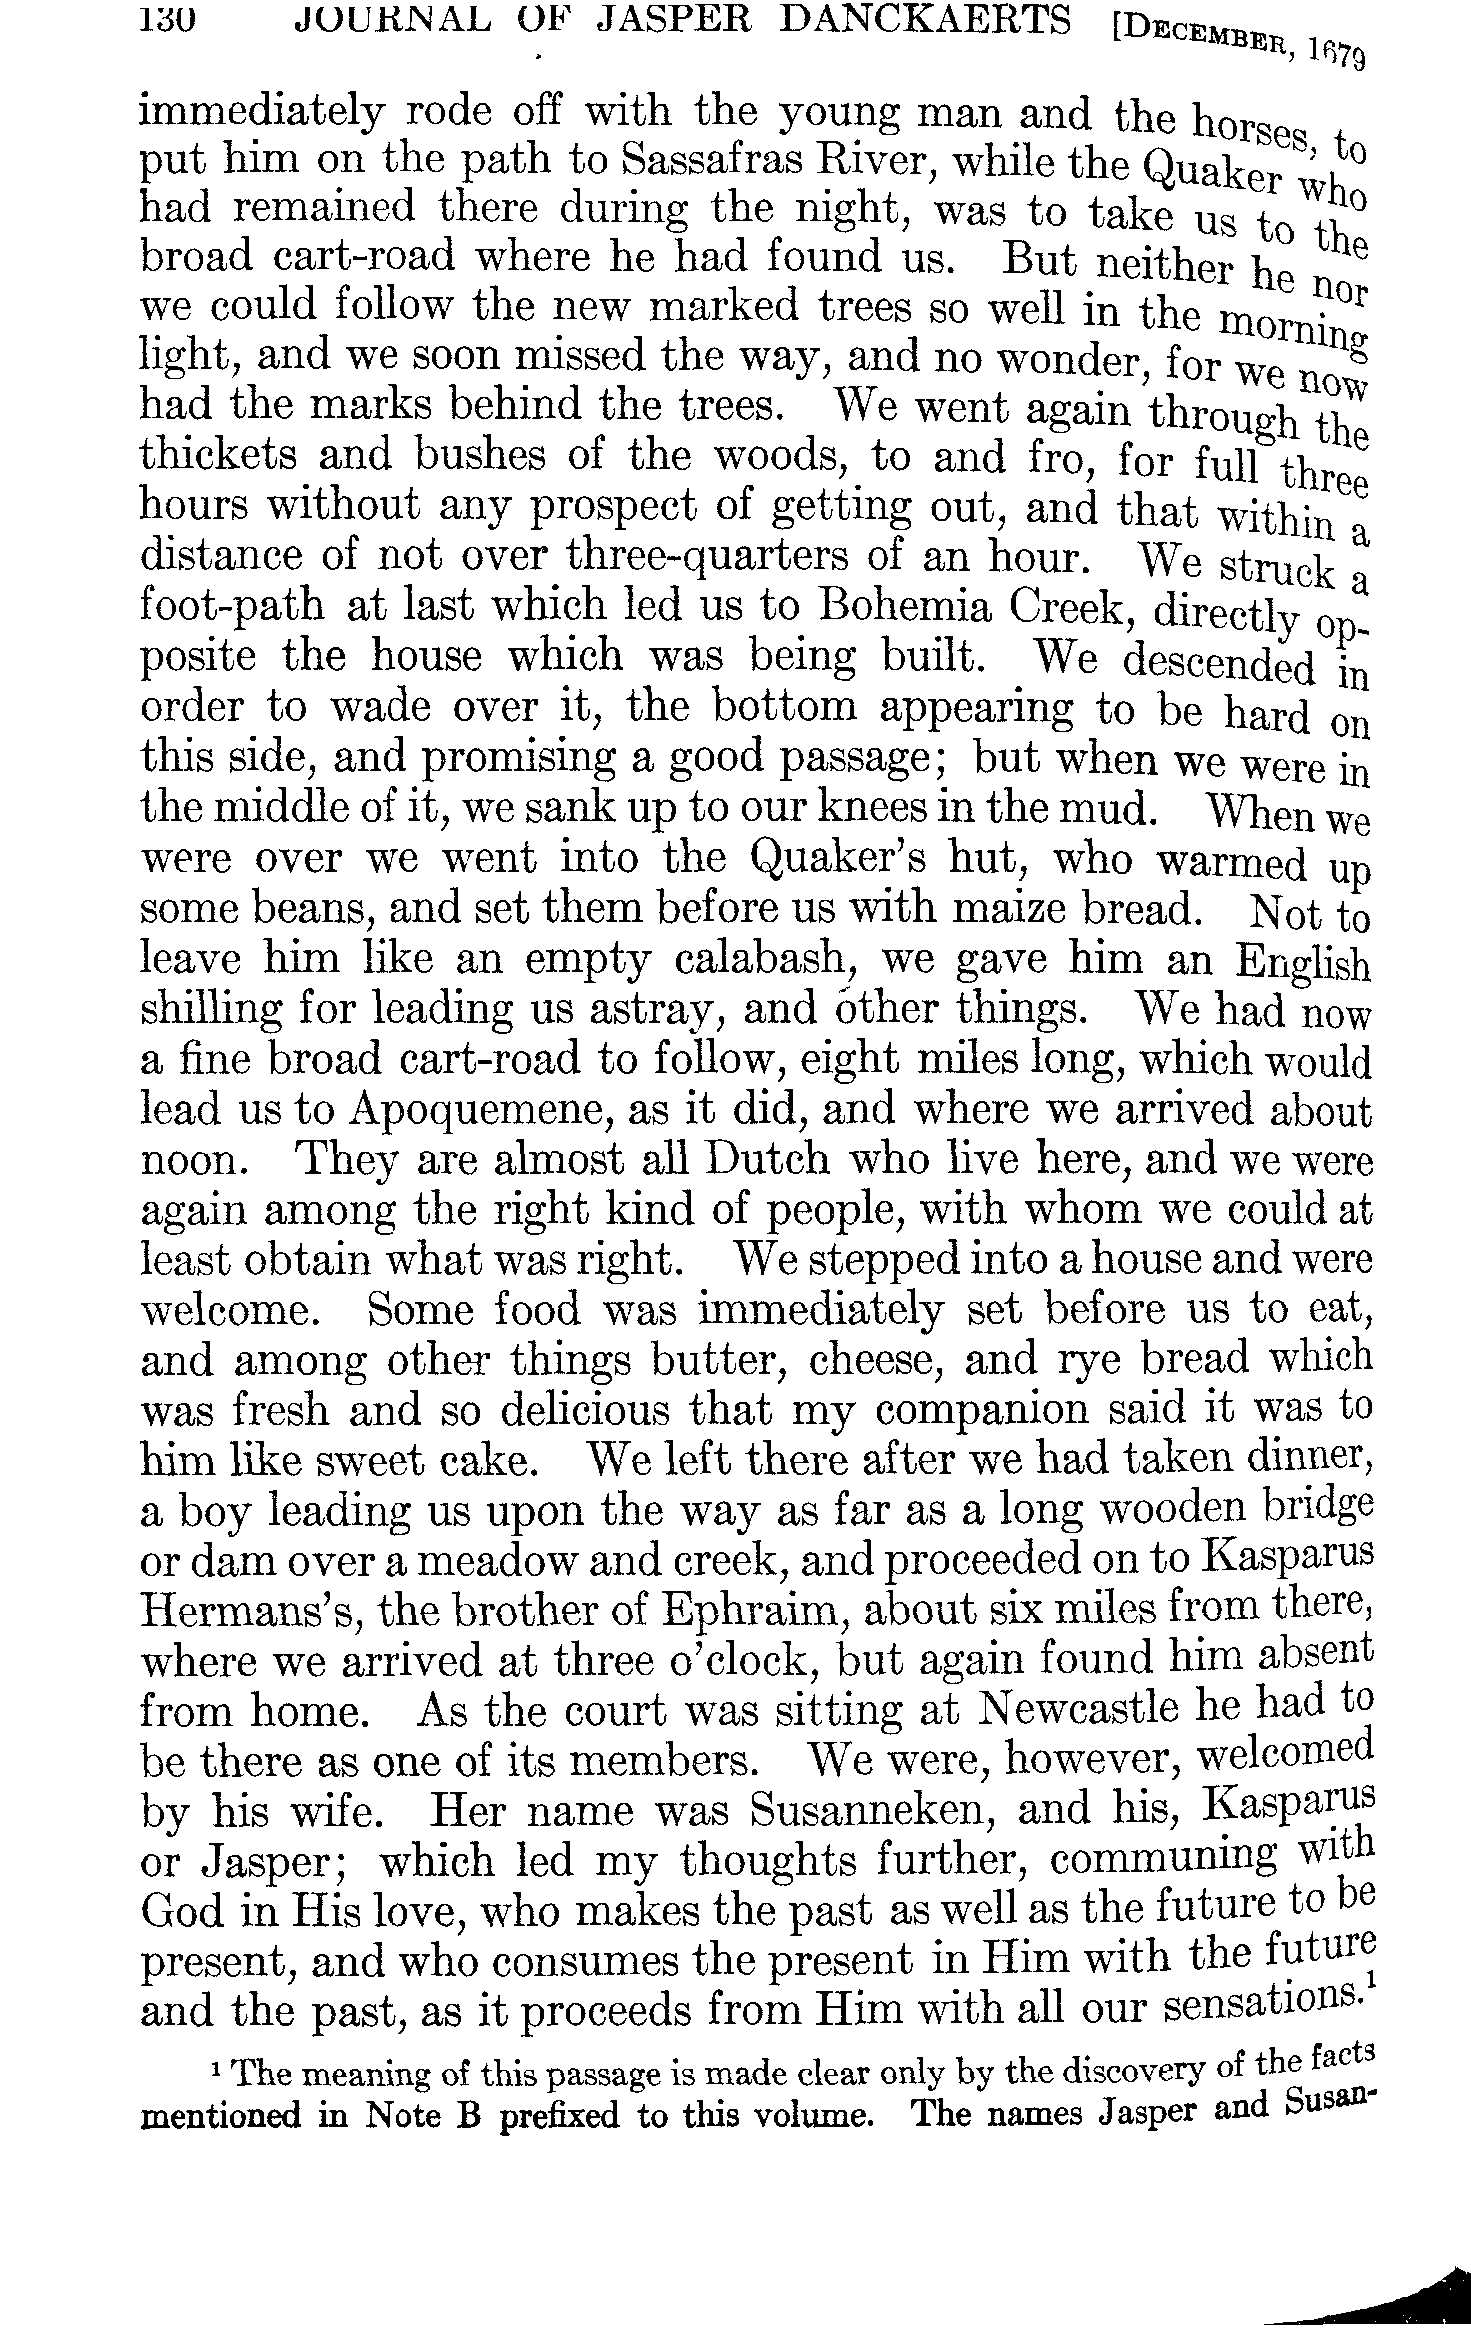 130 JOURNAL OF JASPER DANCKAERTS [DECEMBER, 1679
immediately rode off with the young man and the horses, to
put him on the path to Sassafras River, while the Quaker who
had remained there during the night, was to take us to the
broad cart-road where he had found us. But neither he nor
we could follow the new marked trees so well in the morning
light, and we soon missed the way, and no wonder, for we now
had the marks behind the trees. We went again through the
thickets and bushes of the woods, to and fro, for full three
hours without any prospect of getting out, and that within a
distance of not over three-quarters of an hour. We struck a
foot-path at last which led us to Bohemia Creek, directly op-
posite the house which was being built. We descended in
order to wade over it, the bottom appearing to be hard on
this side, and promising a good passage; but when we were in
the middle of it, we sank up to our knees in the mud. When we
were over we went into the Quaker's hut, who warmed up
some beans, and set them before us with maize bread. Not to
leave him like an empty calabash, we gave him an English
shilling for leading us astray, and other things. We had now
a fine broad cart-road to follow, eight miles long, which would
lead us to Apoquemene, as it did, and where we arrived about
noon. They are almost all Dutch who live here, and we were
again among the right kind of people, with whom we could at
least obtain what was right. We stepped into a house and were
welcome. Some food was immediately set before us to eat,
and among other things butter, cheese, and rye bread which
was fresh and so delicious that my companion said it was to
him like sweet cake. We left there after we had taken dinner,
a boy leading us upon the way as far as a long wooden bridge
or dam over a meadow and creek, and proceeded on to Kasparus
Hermans's, the brother of Ephraim, about six miles from there,
where we arrived at three o'clock, but again found him absent
from home. As the court was sitting at Newcastle he had to
be there as one of its members. We were, however, welcomed
by his wife. Her name was Susanneken, and his, Kasparus
or Jasper; which led my thoughts further, communing with
God in His love, who makes the past as well as the future to be
present, and who consumes the present in Him with the future
and the past, as it proceeds from Him with all our sensations.¹
¹ The meaning of this passage is made clear only by the discovery of the facts
mentioned in Note B prefixed to this volume. The names Jasper and Susan-